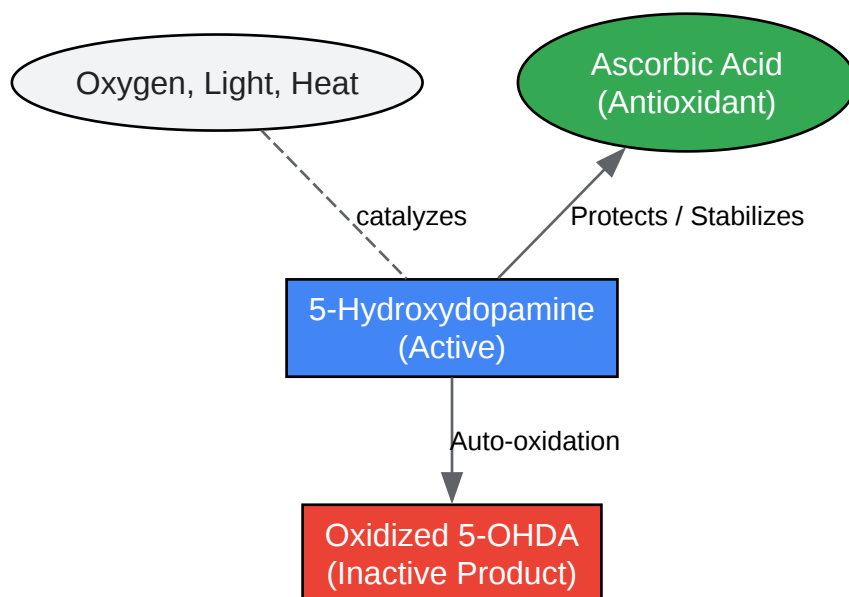 Oxygen, Light, Heat
Ascorbic Acid
(Antioxidant)
catalyzes
Protects / Stabilizes
5-Hydroxydopamine
(Active)
Auto-oxidation
Oxidized 5-OHDA
(Inactive Product)